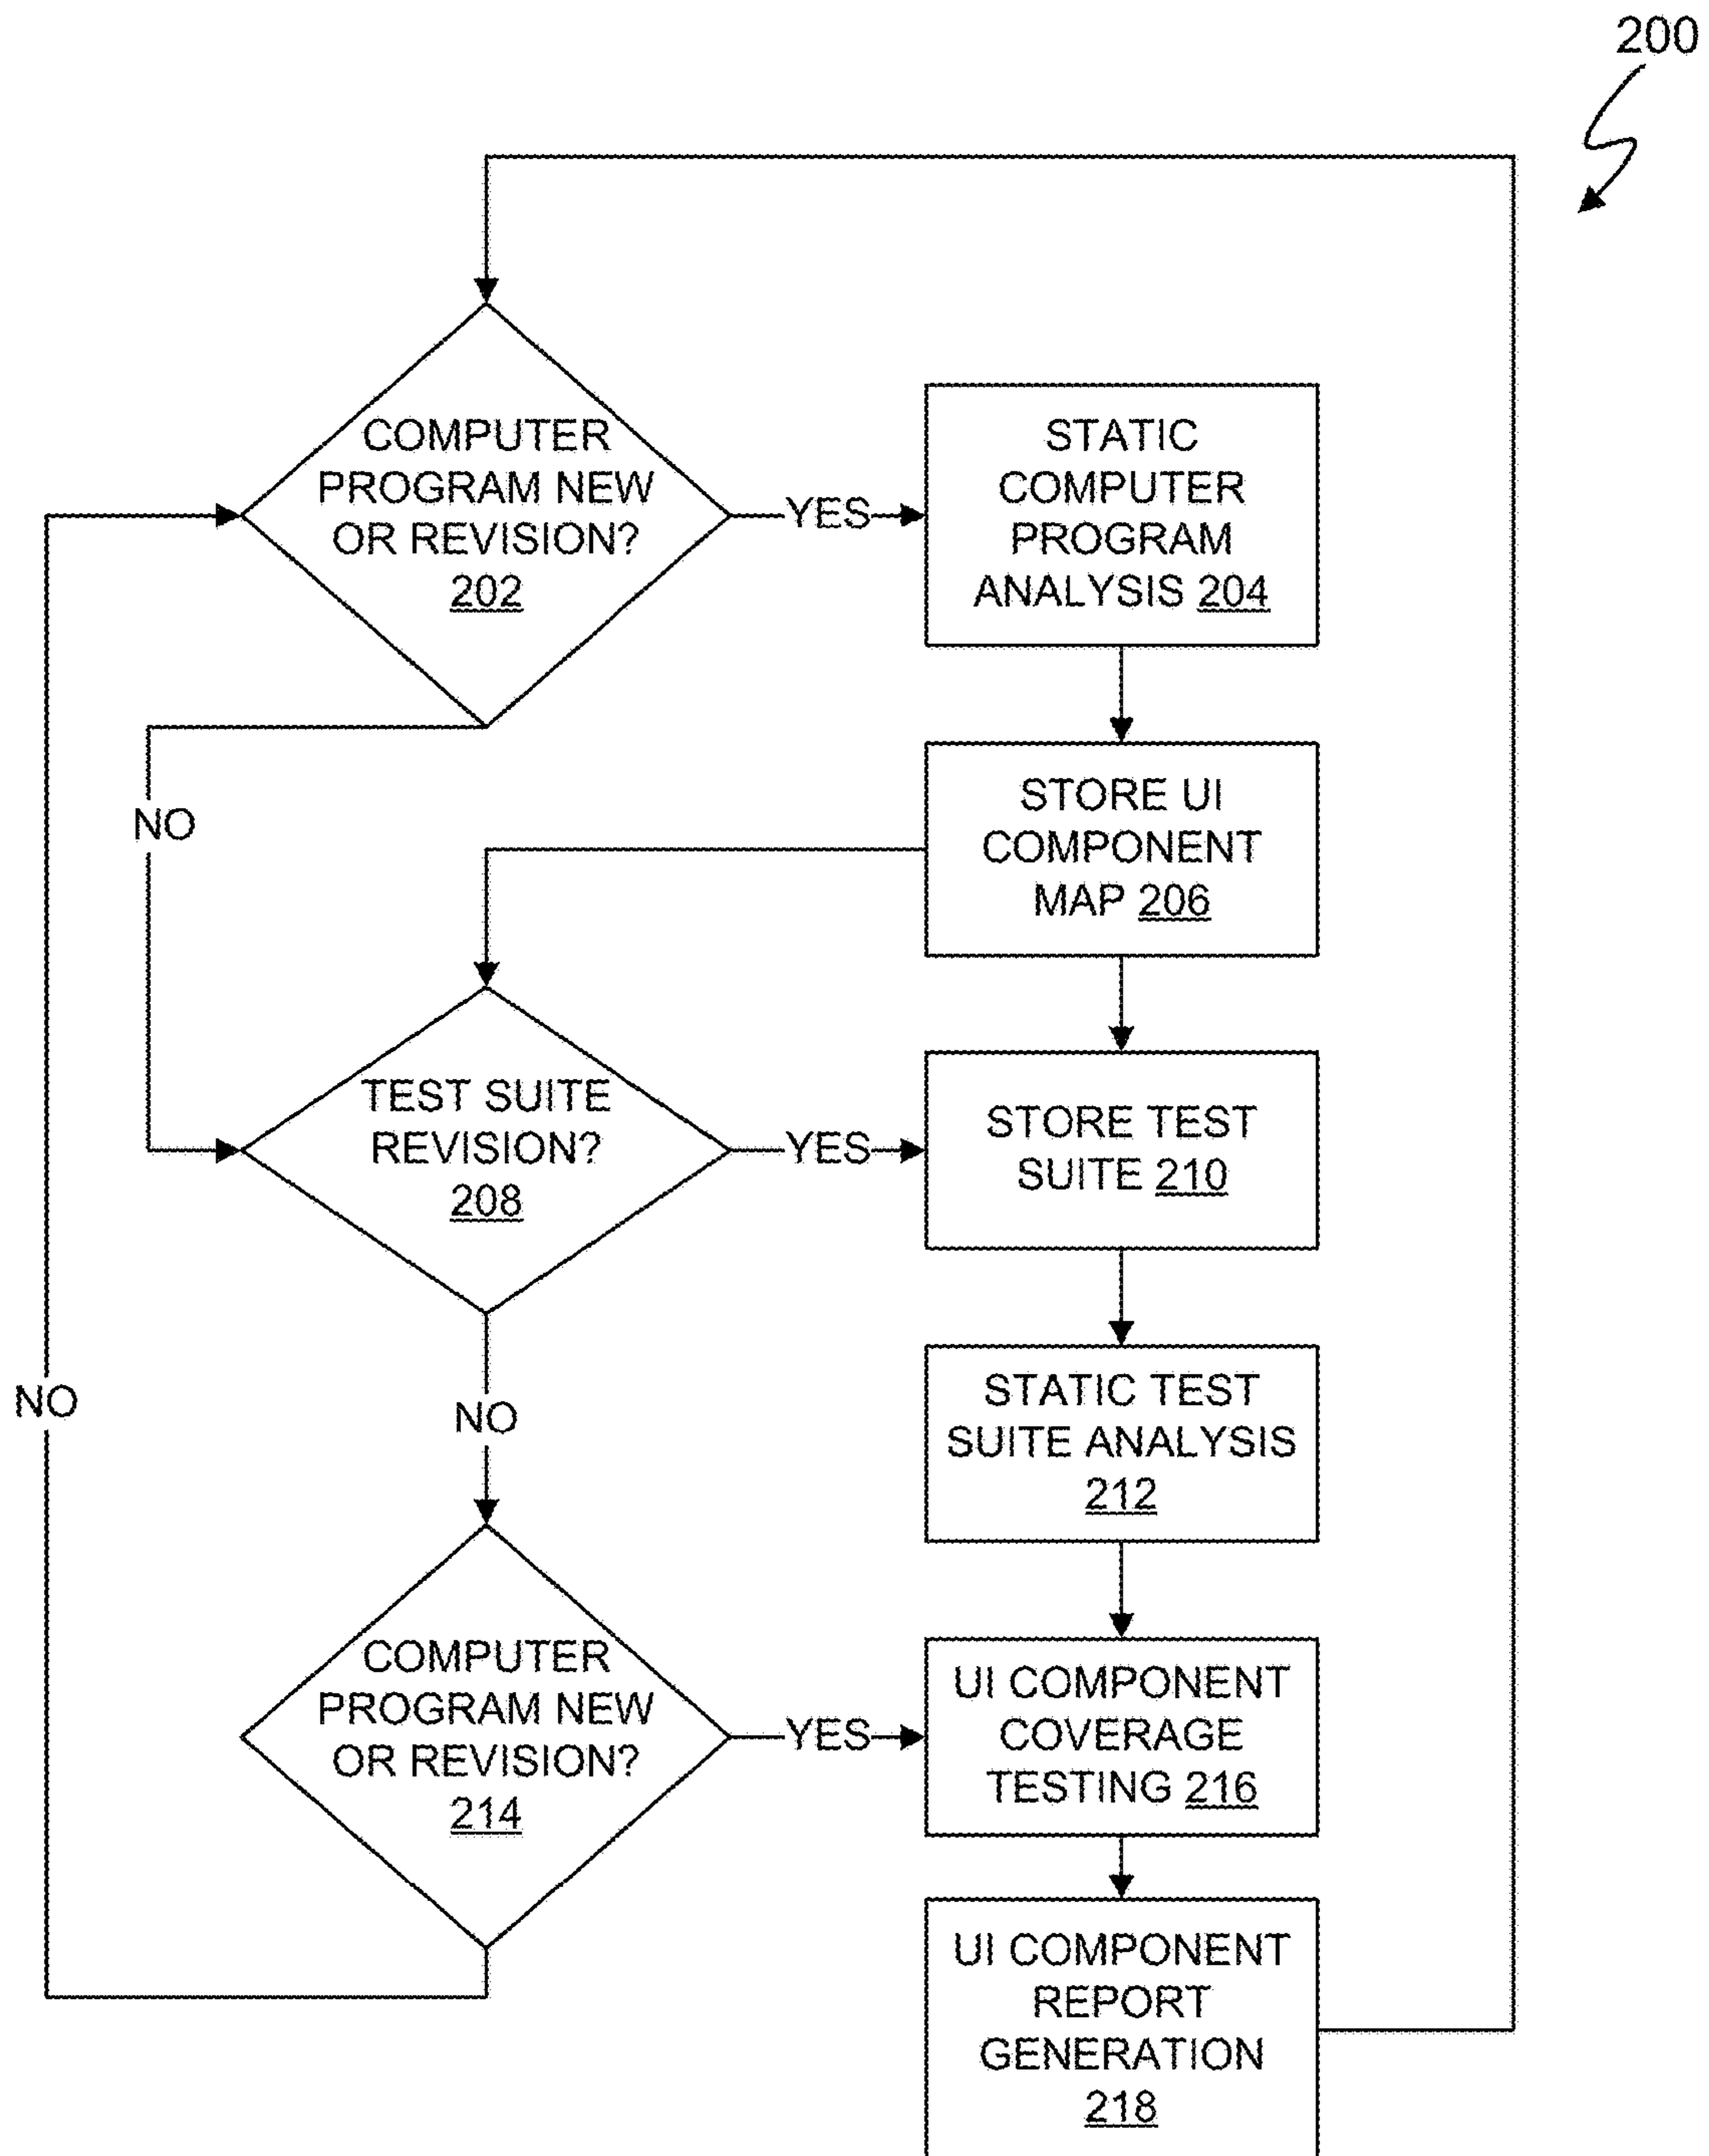 200
COMPUTER
PROGRAM NEW
OR REVISION?
202
YES
STATIC
COMPUTER
PROGRAM
ANALYSIS 204
NO
STORE UI
COMPONENT
MAP 206
TEST SUITE
REVISION?
208
YES
STORE TEST
SUITE 210
NO
NO
STATIC TEST
SUITE ANALYSIS
212
COMPUTER
PROGRAM NEW
OR REVISION?
214
YES
UI COMPONENT
COVERAGE
TESTING 216
UI COMPONENT
REPORT
GENERATION
218